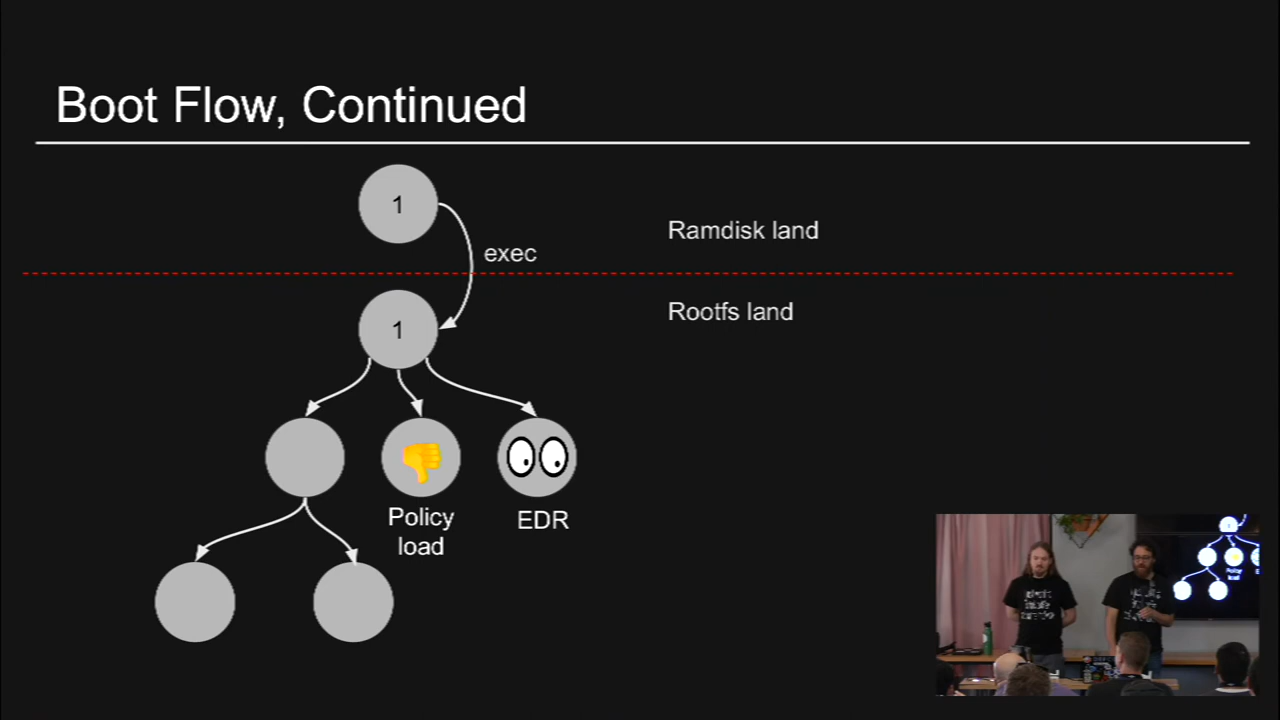 Boot Flow, Continued
1
exec
Ramdisk land
1
Rootfs land
Policy
load
EDR